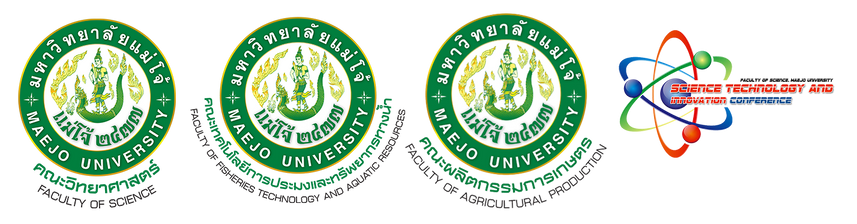 มหาวิทยาลัยแม่โจ้
แม่โจ้ ๒๔๗๗
MAEJO UNIVERSITY
คณะวิทยาศาสตร์
FACULTY OF SCIENCE
มหาวิทยาลัยแม่โจ้
แม่โจ้ ๒๔๗๗
MAEJO UNIVERSITY
คณะเทคโนโลยีการประมงและทรัพยากรทางน้ำ
FACULTY OF FISHERIES TECHNOLOGY AND AQUATIC RESOURCES
มหาวิทยาลัยแม่โจ้
แม่โจ้ ๒๔๗๗
MAEJO UNIVERSITY
คณะผลิตกรรมการเกษตร
FACULTY OF AGRICULTURAL PRODUCTION
FACULTY OF SCIENCE, MAEJO UNIVERSITY
SCIENCE TECHNOLOGY AND
INNOVATION CONFERENCE